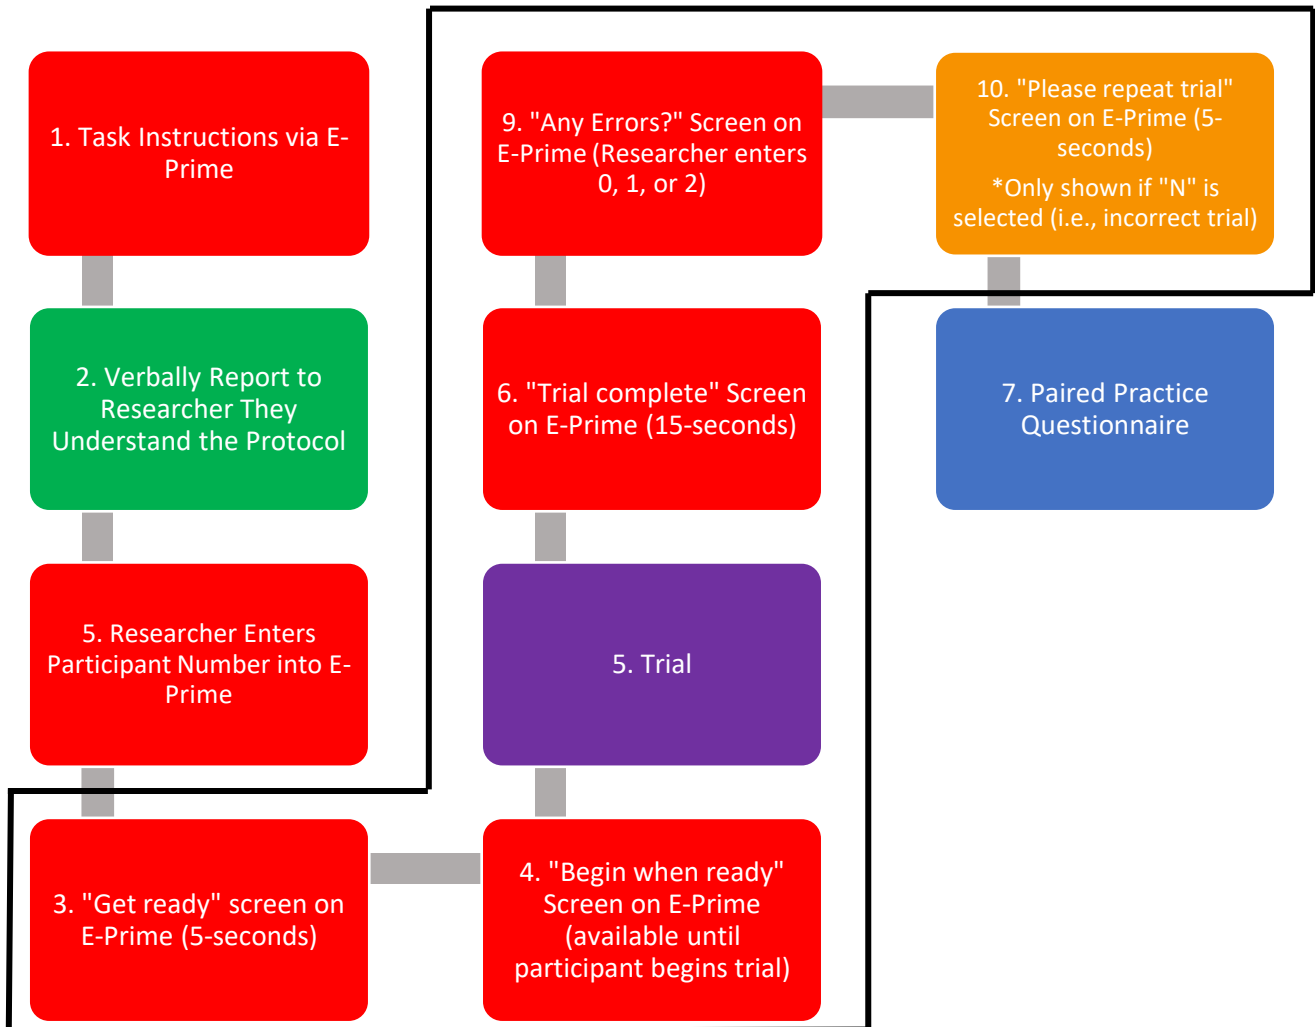 1. Task Instructions via E-
Prime
2. Verbally Report to
Researcher They
Understand the Protocol
5. Researcher Enters
Participant Number into E-
Prime
3. "Get ready" screen on
E-Prime (5-seconds)
4. "Begin when ready"
Screen on E-Prime
(available until
participant begins trial)
5. Trial
6. "Trial complete" Screen
on E-Prime (15-seconds)
9. "Any Errors?" Screen on
E-Prime (Researcher enters
0, 1, or 2)
10. "Please repeat trial"
Screen on E-Prime (5-
seconds)
*Only shown if "N" is
selected (i.e., incorrect trial)
7. Paired Practice
Questionnaire